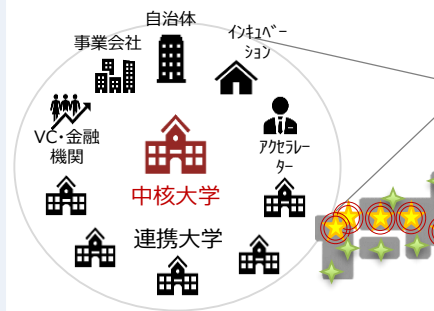 自治体
事業会社
ｲﾝｷｭﾍﾞｰ
ｼｮﾝ
VC・金融
機関
ｱｸｾﾗﾚｰ
ﾀｰ
中核大学
連携大学